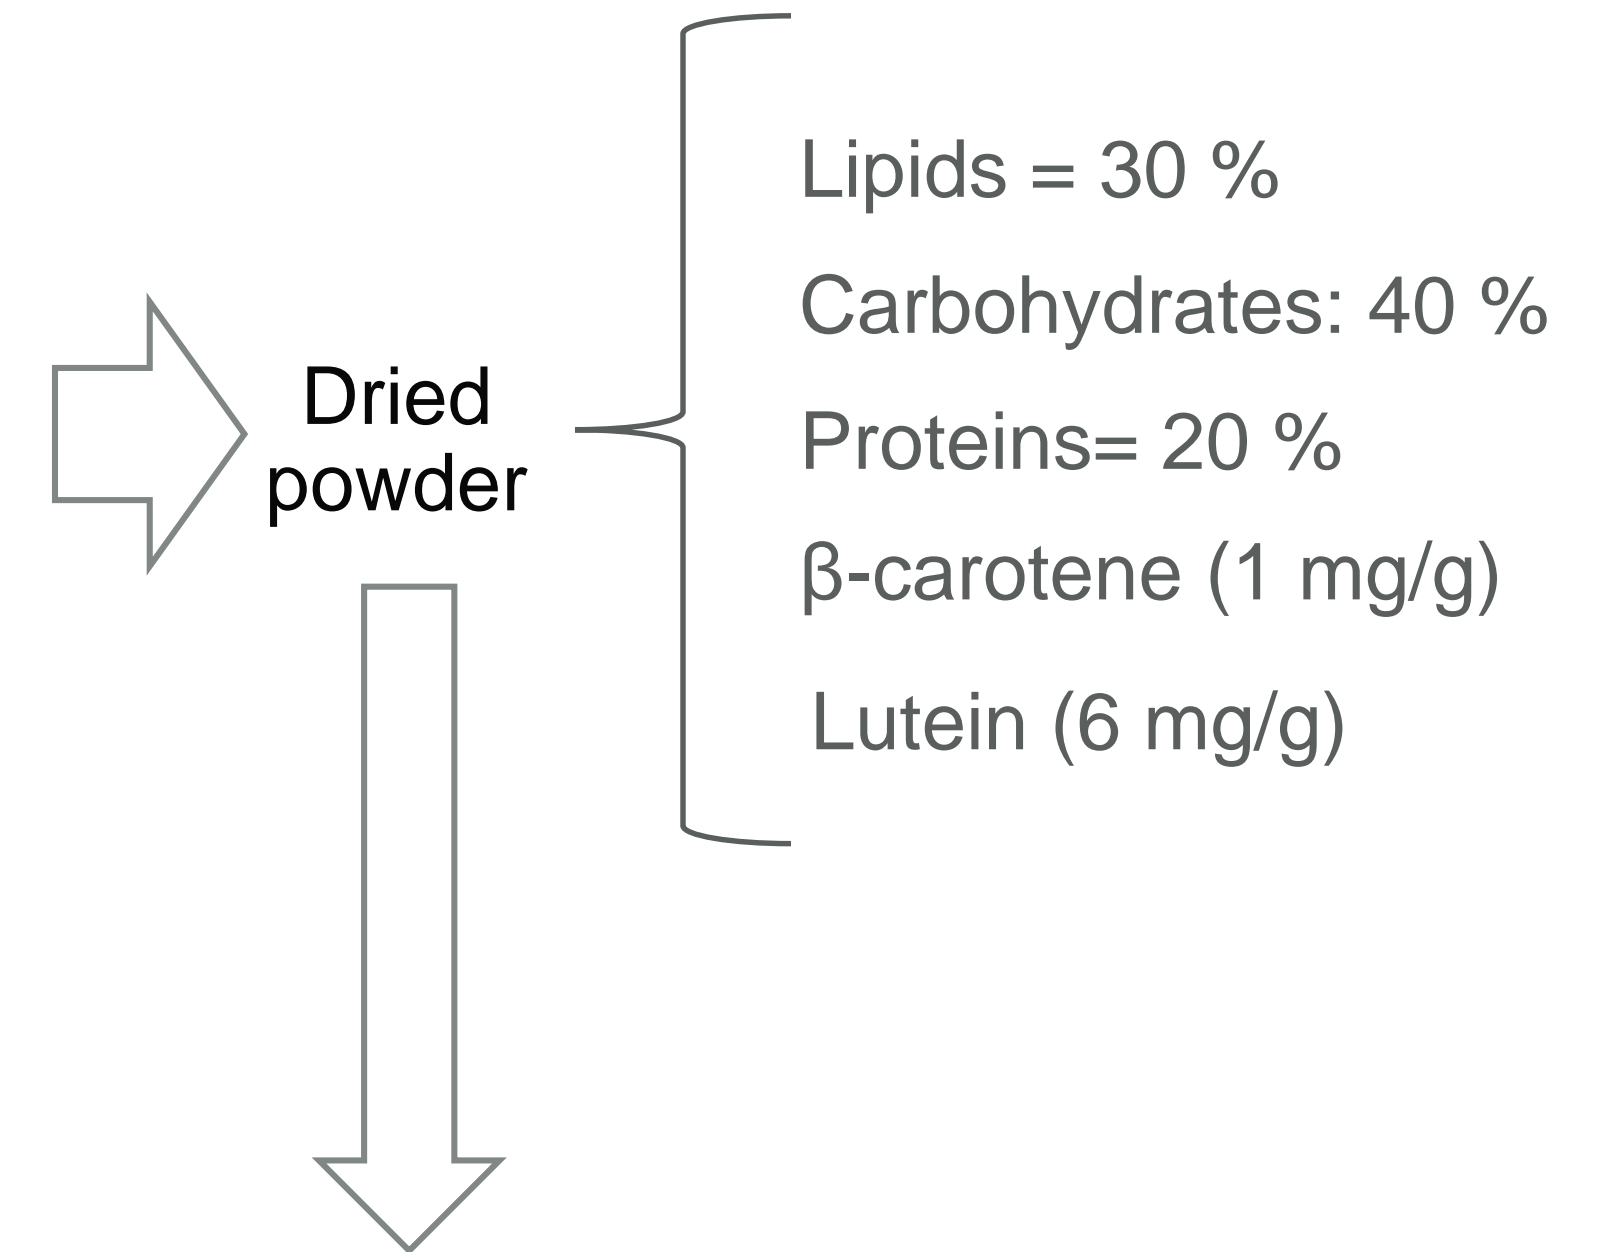 Dried
powder
Lipids = 30 %
Carbohydrates: 40 %
Proteins= 20 %
β-carotene (1 mg/g)
Lutein (6 mg/g)